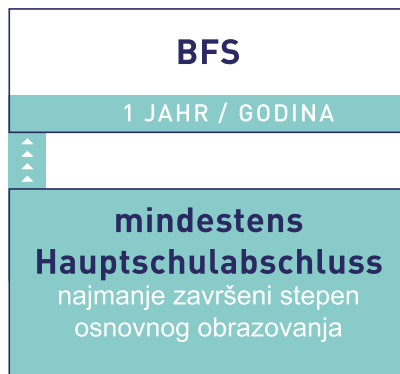 BFS
1 JAHR / GODINA
mindestens
Hauptschulabschluss
najmanje završeni stepen
osnovnog obrazovanja